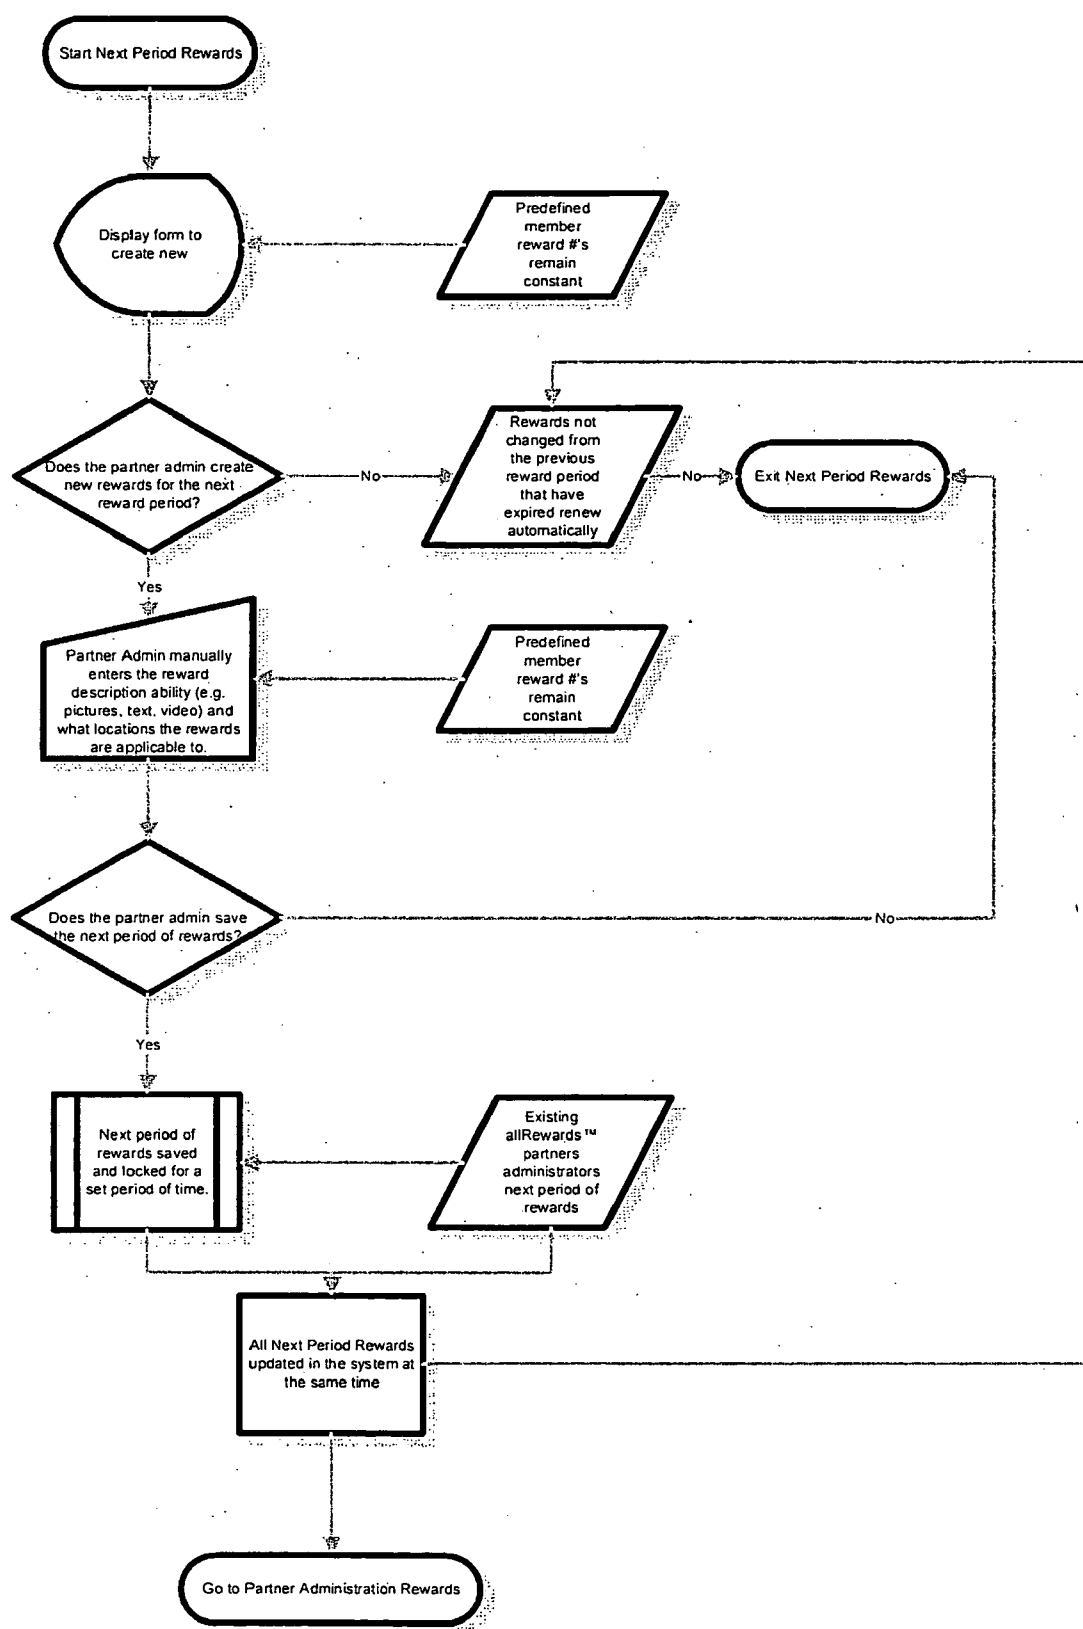 Start Next Period Rewards
Display form to
create new
Predefined
member
reward #'s
remain
constant
Does the partner admin create
new rewards for the next
reward period?
No
Rewards not
changed from
the previous
reward period
that have
expired renew
automatically
No
Exit Next Period Rewards
Yes
Partner Admin manually
enters the reward
description ability (e.g.
pictures, text, video) and
what locations the rewards
are applicable to.
Predefined
member
reward #'s
remain
constant
Does the partner admin save
the next period of rewards?
No
Yes
Next period of
rewards saved
and locked for a
set period of time.
Existing
allRewards™
partners
administrators
next period of
rewards
All Next Period Rewards
updated in the system at
the same time
Go to Partner Administration Rewards